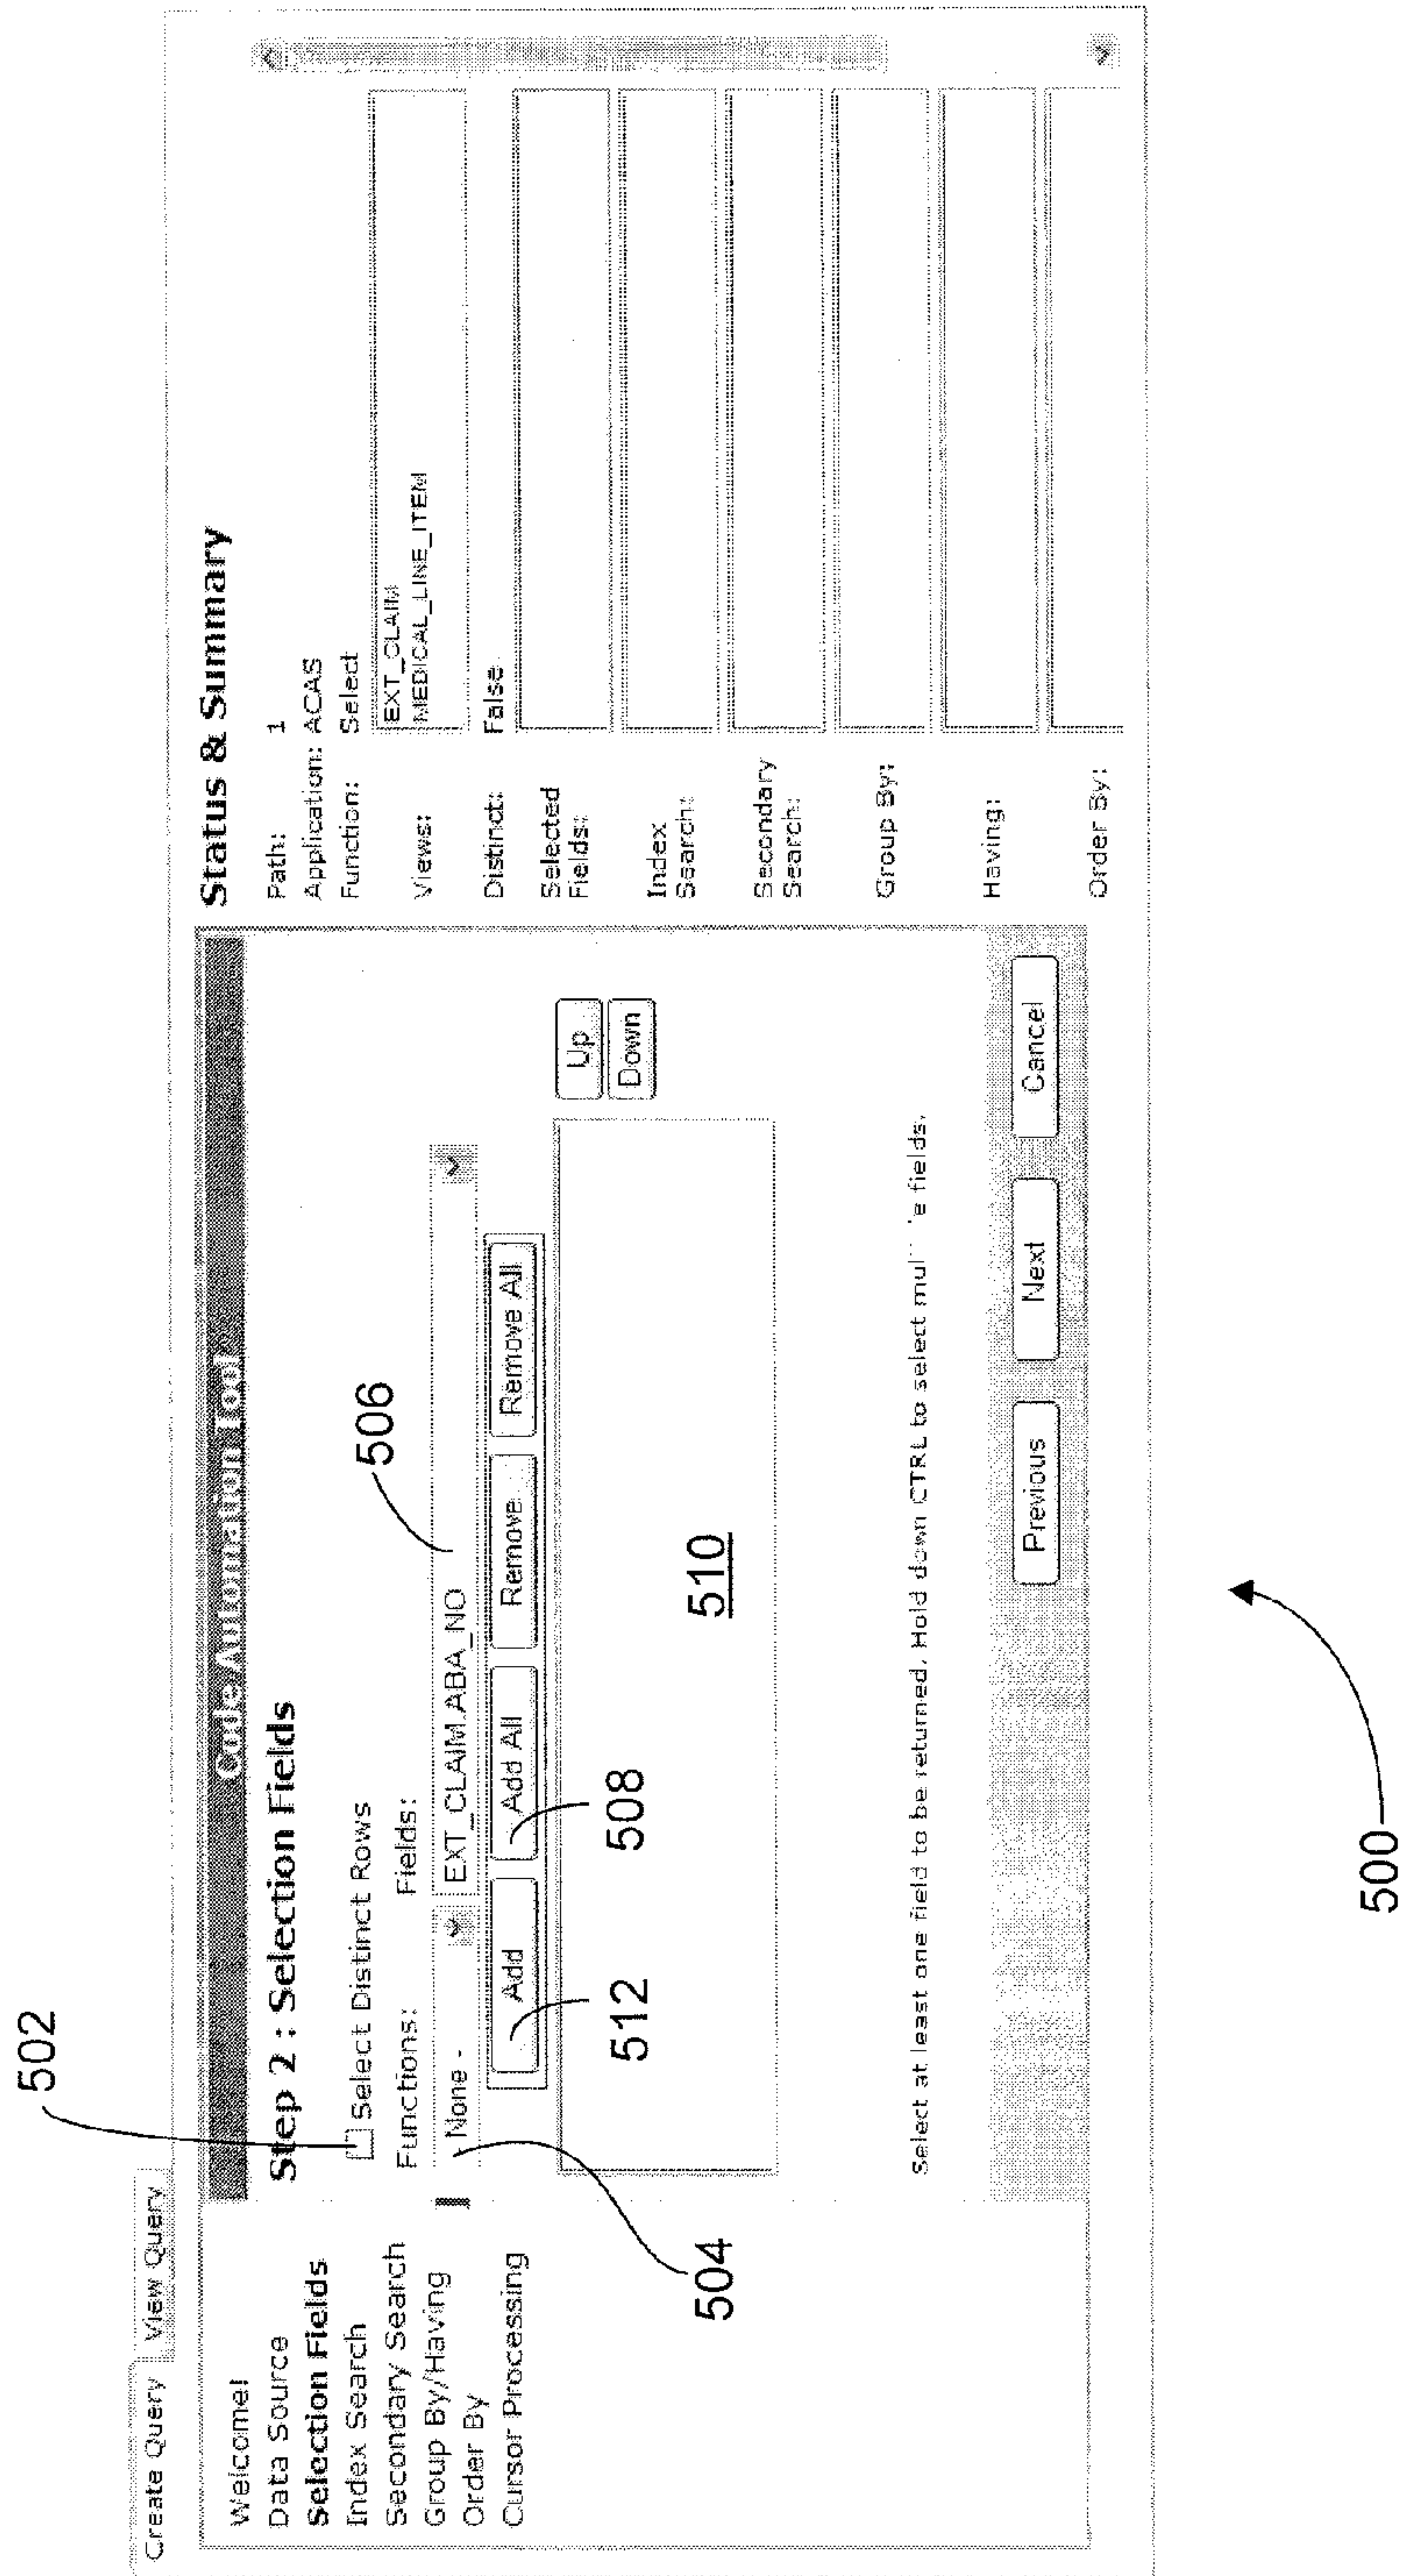 Create Query
View Query
Welcome!
Data Source
Selection Fields
Index Search
Secondary Search
Group By/Having
Order By
Cursor Processing
Code Automation Tool
Step 2 : Selection Fields
Select Distinct Rows
Functions:
Fields:
None -
EXT_CLAIM.ABA_NO
Add
Add All
Remove
Remove All
Up
Down
Select at least one field to be returned. Hold down CTRL to select fields.
Previous
Next
Cancel
Status & Summary
Path: 1
Application: ACAS
Function: Select
Views:
EXT_CLAIM
MEDICAL_LINE_ITEM
Distinct: False
Selected
Fields:
Index
Search:
Secondary
Search:
Group By:
Having:
Order By:
502
504
506
508
510
512
500